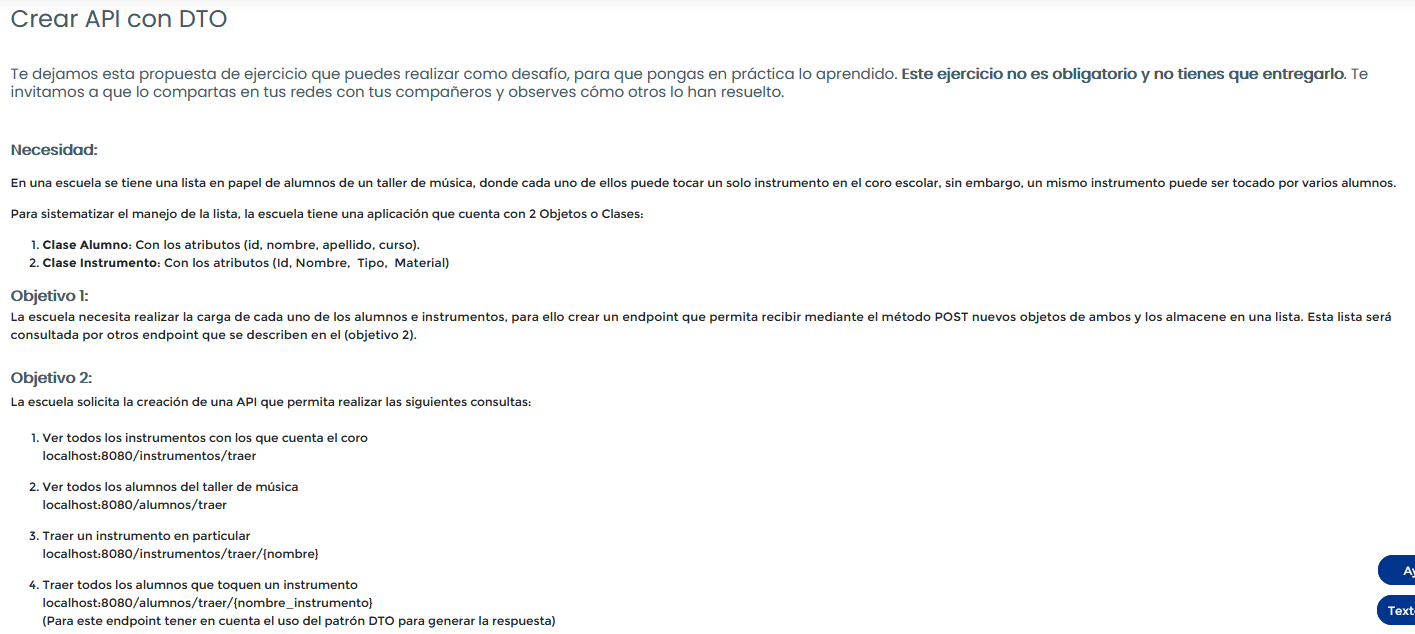 Crear API con DTO
Te dejamos esta propuesta de ejercicio que puedes realizar como desafío, para que pongas en práctica lo aprendido. Este ejercicio no es obligatorio y no tienes que entregarlo. Te
invitamos a que lo compartas en tus redes con tus compañeros y observes cómo otros lo han resuelto.
Necesidad:
En una escuela se tiene una lista en papel de alumnos de un taller de música, donde cada uno de ellos puede tocar un solo instrumento en el coro escolar, sin embargo, un mismo instrumento puede ser tocado por varios alumnos.
Para sistematizar el manejo de la lista, la escuela tiene una aplicación que cuenta con 2 Objetos o Clases:
1. Clase Alumno: Con los atributos (id, nombre, apellido, curso).
2. Clase Instrumento: Con los atributos (Id, Nombre, Tipo, Material)
Objetivo 1:
La escuela necesita realizar la carga de cada uno de los alumnos e instrumentos, para ello crear un endpoint que permita recibir mediante el método POST nuevos objetos de ambos y los almacene en una lista. Esta lista será
consultada por otros endpoint que se describen en el (objetivo 2).
Objetivo 2:
La escuela solicita la creación de una API que permita realizar las siguientes consultas:
1. Ver todos los instrumentos con los que cuenta el coro
localhost:8080/instrumentos/traer
2. Ver todos los alumnos del taller de música
localhost:8080/alumnos/traer
3. Traer un instrumento en particular
localhost:8080/instrumentos/traer/{nombre}
4. Traer todos los alumnos que toquen un instrumento
localhost:8080/alumnos/traer/{nombre_instrumento}
(Para este endpoint tener en cuenta el uso del patrón DTO para generar la respuesta)